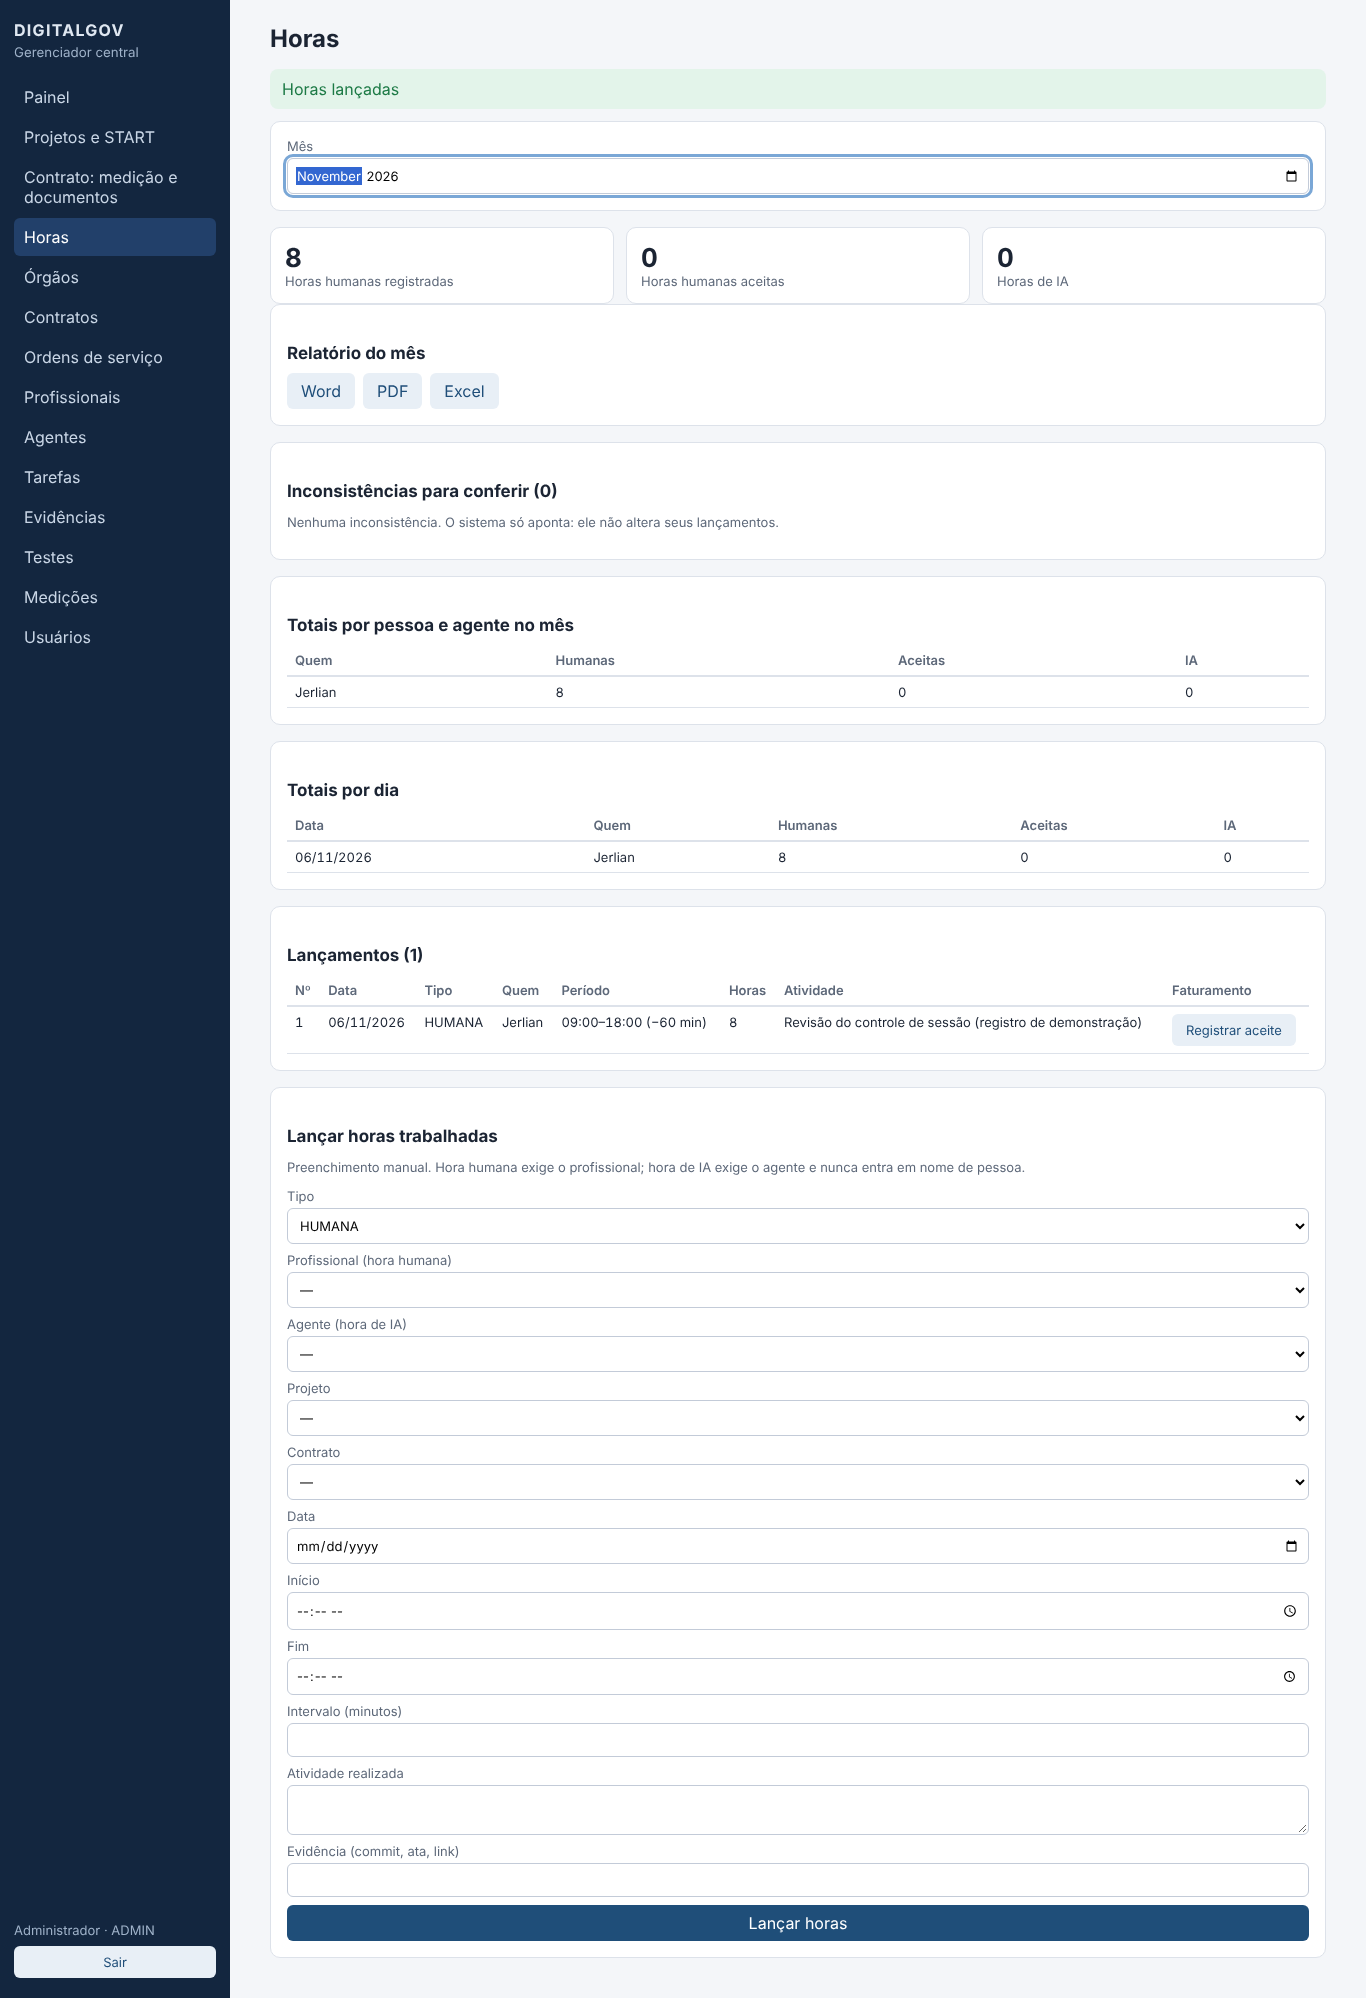 DIGITALGOV
Gerenciador central
Painel
Projetos e START
Contrato: medição e
documentos
Horas
Órgãos
Contratos
Ordens de serviço
Profissionais
Agentes
Tarefas
Evidências
Testes
Medições
Usuários
Administrador · ADMIN
Sair
Horas
Horas lançadas
Mês
November 2026
8
Horas humanas registradas
0
Horas humanas aceitas
0
Horas de IA
Relatório do mês
Word PDF Excel
Inconsistências para conferir (0)
Nenhuma inconsistência. O sistema só aponta: ele não altera seus lançamentos.
Totais por pessoa e agente no mês
Quem Humanas Aceitas IA
Jerlian 8 0 0
Totais por dia
Data Quem Humanas Aceitas IA
06/11/2026 Jerlian 8 0 0
Lançamentos (1)
Nº Data Tipo Quem Período Horas Atividade Faturamento
1 06/11/2026 HUMANA Jerlian 09:00–18:00 (−60 min) 8 Revisão do controle de sessão (registro de demonstração) Registrar aceite
Lançar horas trabalhadas
Preenchimento manual. Hora humana exige o profissional; hora de IA exige o agente e nunca entra em nome de pessoa.
Tipo
HUMANA
Profissional (hora humana)
—
Agente (hora de IA)
—
Projeto
—
Contrato
—
Data
mm/dd/yyyy
Início
--:-- --
Fim
--:-- --
Intervalo (minutos)
Atividade realizada
Evidência (commit, ata, link)
Lançar horas